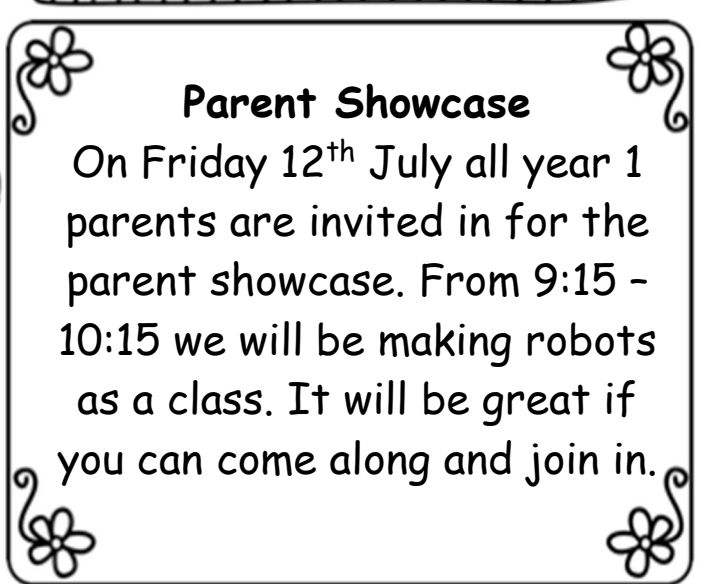 Parent Showcase
On Friday 12th July all year 1
parents are invited in for the
parent showcase. From 9:15 –
10:15 we will be making robots
as a class. It will be great if
you can come along and join in.